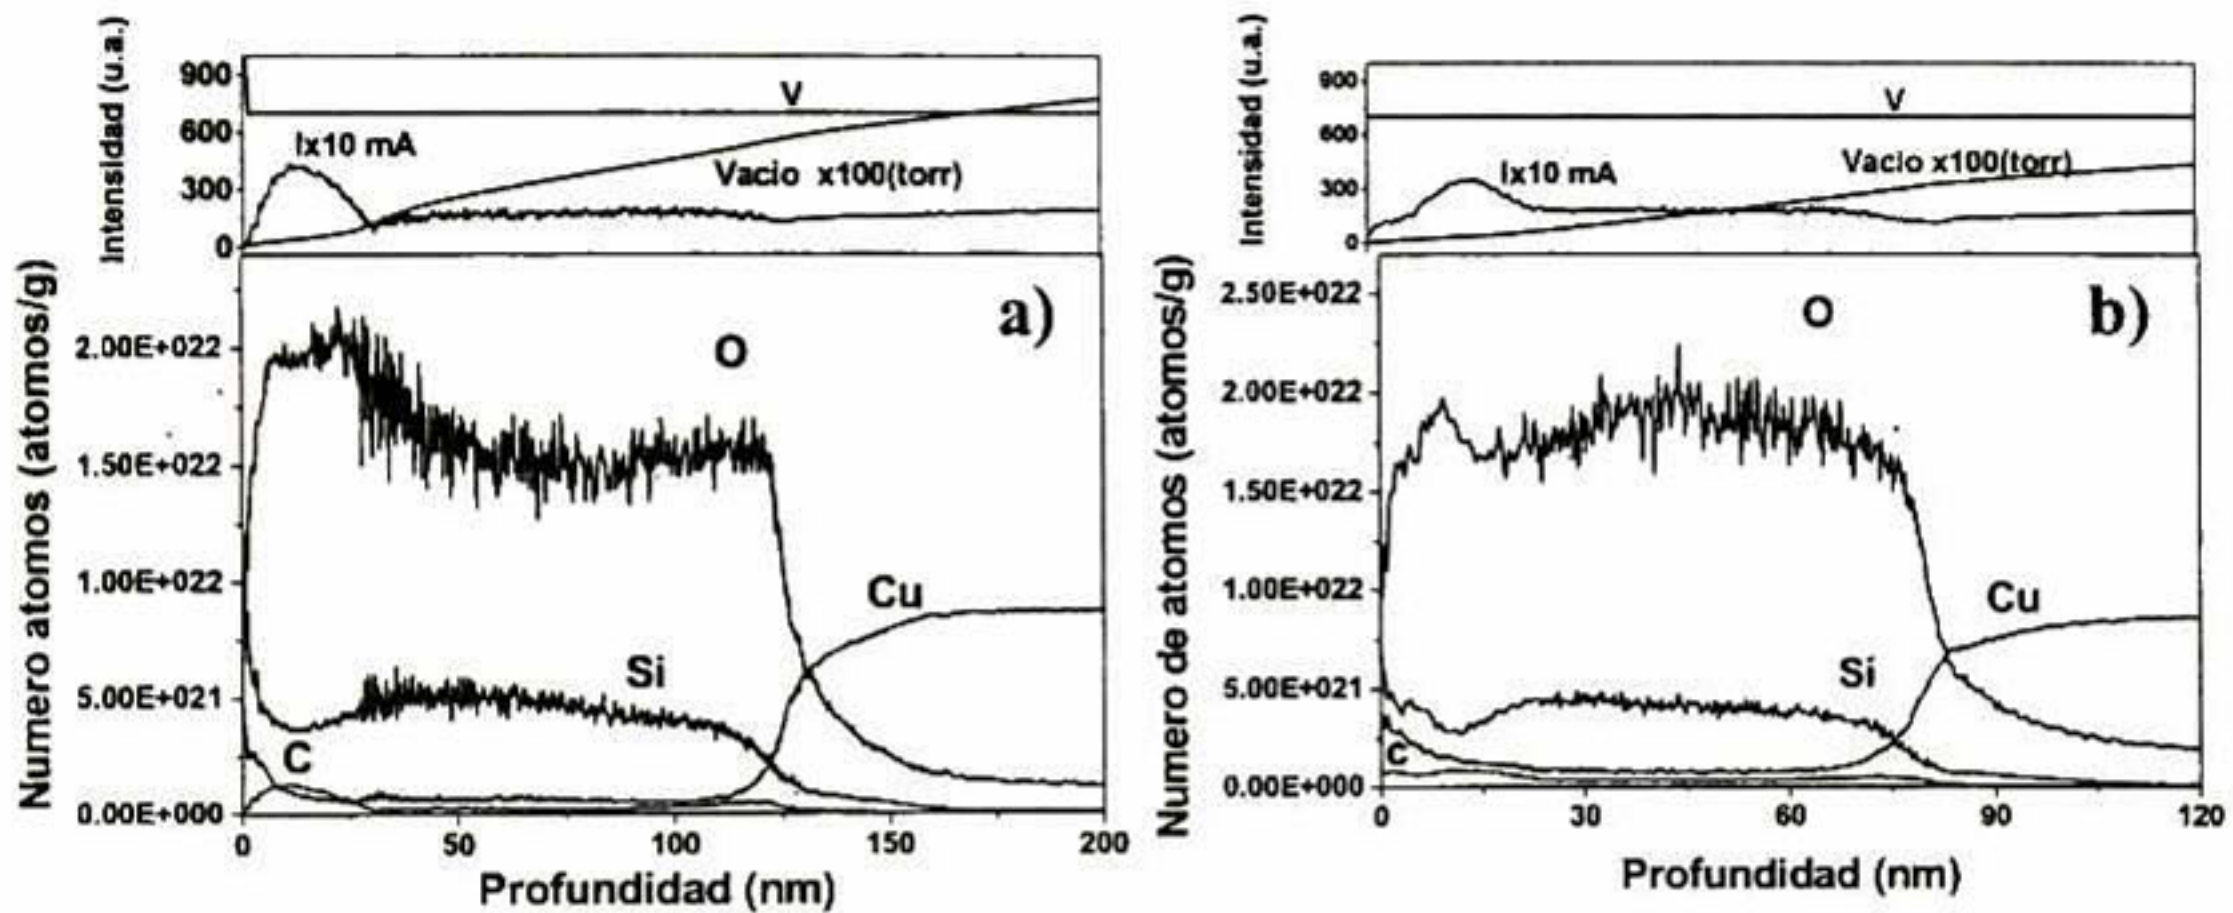 Intensidad (u.a.)
900
600
300
0
V
Ix10 mA
Vacio x100(torr)
Numero atomos (atomos/g)
2.00E+022
1.50E+022
1.00E+022
5.00E+021
0.00E+000
a)
O
Cu
Si
C
0 50 100 150 200
Profundidad (nm)
Intensidad (u.a.)
900
600
300
0
V
Ix10 mA
Vacio x100(torr)
Numero de atomos (atomos/g)
2.50E+022
2.00E+022
1.50E+022
1.00E+022
5.00E+021
0.00E+000
O
b)
Cu
Si
C
0 30 60 90 120
Profundidad (nm)